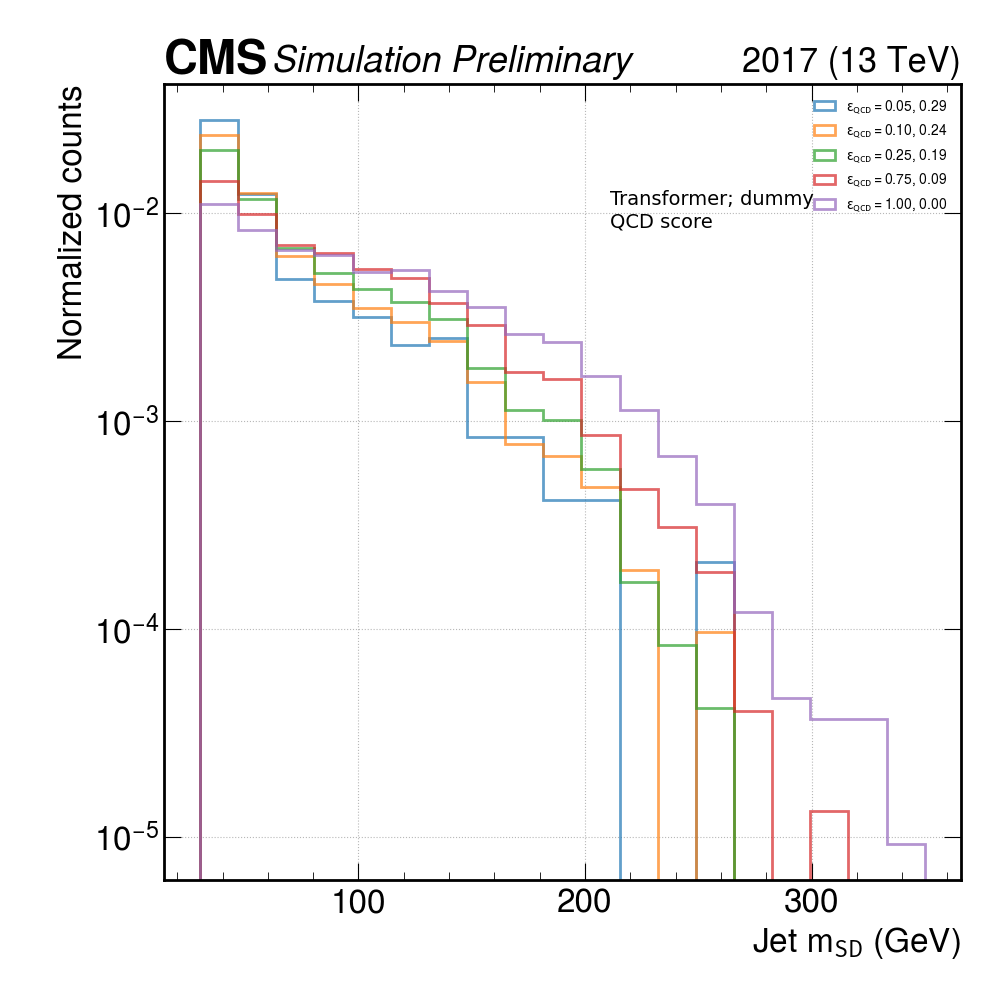 CMS Simulation Preliminary 2017 (13 TeV)
Normalized counts
ε_QCD = 0.05, 0.29
ε_QCD = 0.10, 0.24
ε_QCD = 0.25, 0.19
ε_QCD = 0.75, 0.09
ε_QCD = 1.00, 0.00
Transformer; dummy
QCD score
10⁻²
10⁻³
10⁻⁴
10⁻⁵
100 200 300
Jet m_SD (GeV)